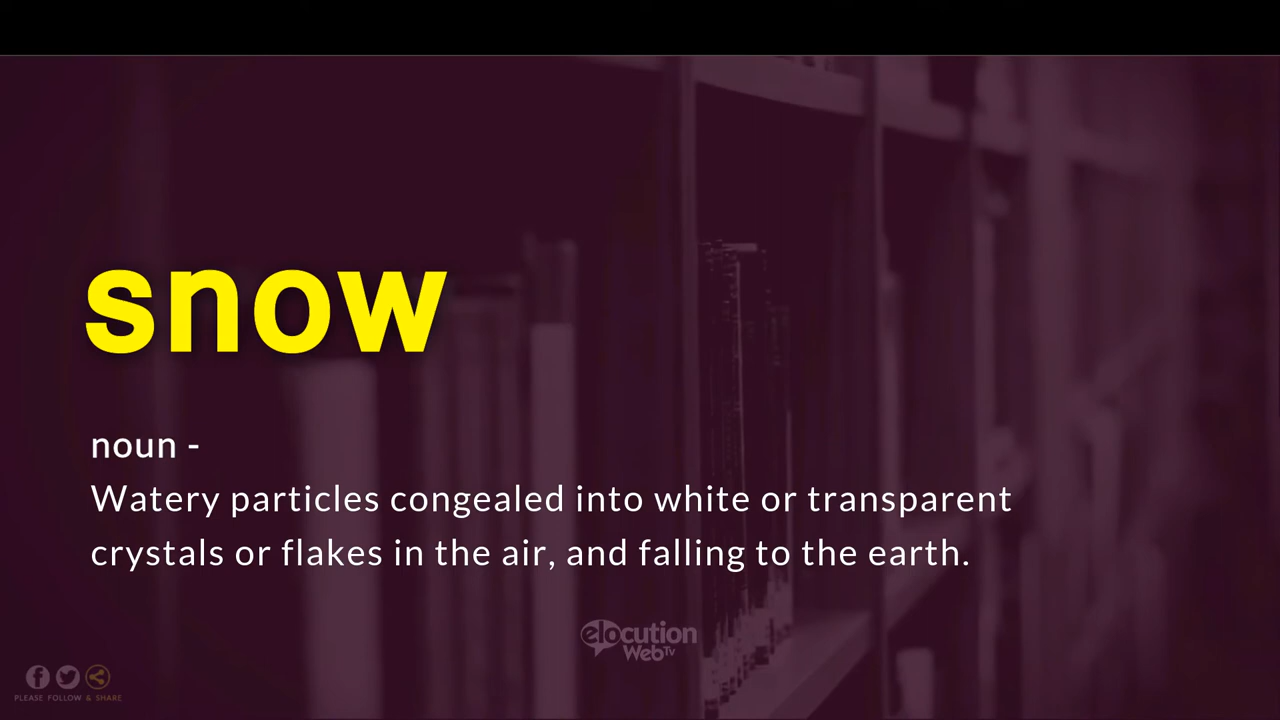 snow
noun -
Watery particles congealed into white or transparent
crystals or flakes in the air, and falling to the earth.
elocution
WebTv
PLEASE FOLLOW & SHARE